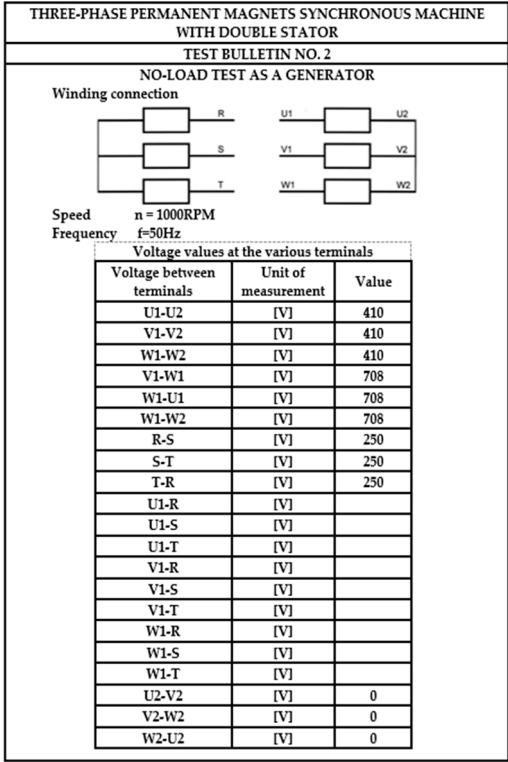 THREE-PHASE PERMANENT MAGNETS SYNCHRONOUS MACHINE
WITH DOUBLE STATOR
TEST BULLETIN NO. 2
NO-LOAD TEST AS A GENERATOR
Winding connection
R U1 U2
S V1 V2
T W1 W2
Speed n = 1000RPM
Frequency f=50Hz
Voltage values at the various terminals
Voltage between terminals Unit of measurement Value
U1-U2 [V] 410
V1-V2 [V] 410
W1-W2 [V] 410
V1-W1 [V] 708
W1-U1 [V] 708
W1-W2 [V] 708
R-S [V] 250
S-T [V] 250
T-R [V] 250
U1-R [V]
U1-S [V]
U1-T [V]
V1-R [V]
V1-S [V]
V1-T [V]
W1-R [V]
W1-S [V]
W1-T [V]
U2-V2 [V] 0
V2-W2 [V] 0
W2-U2 [V] 0